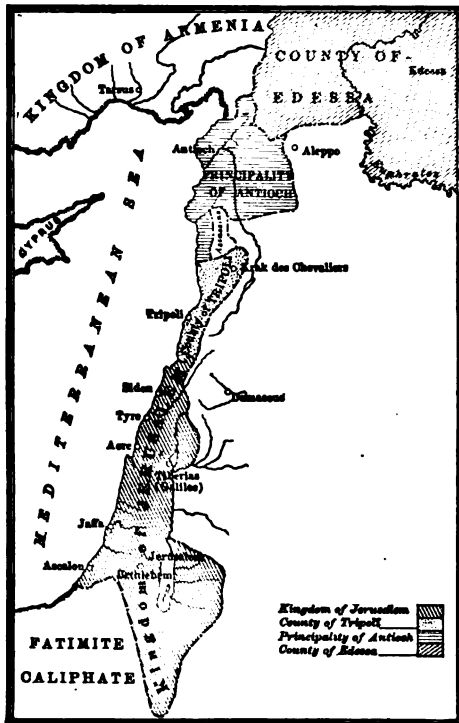 KINGDOM OF ARMENIA
COUNTY OF
EDESSA
Edessa
Tarsus
Antioch
Aleppo
PRINCIPALITY
OF ANTIOCH
Euphrates
CYPRUS
MEDITERRANEAN SEA
Krak des Chevaliers
County of TRIPOLI
Tripoli
Sidon
Damascus
Tyre
Acre
Tiberias
(Galilee)
Kingdom of JERUSALEM
Jaffa
Jerusalem
Ascalon
Bethlehem
FATIMITE
CALIPHATE
Kingdom of Jerusalem
County of Tripoli
Principality of Antioch
County of Edessa